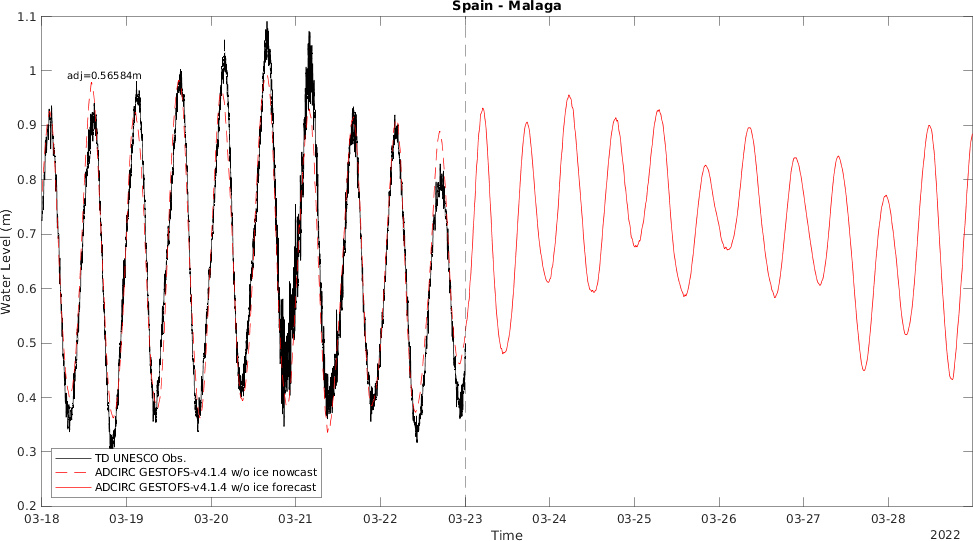 Spain - Malaga
1.1
1
0.9
0.8
0.7
0.6
0.5
0.4
0.3
0.2
Water Level (m)
adj=0.56584m
TD UNESCO Obs.
ADCIRC GESTOFS-v4.1.4 w/o ice nowcast
ADCIRC GESTOFS-v4.1.4 w/o ice forecast
03-18 03-19 03-20 03-21 03-22 03-23 03-24 03-25 03-26 03-27 03-28
Time
2022